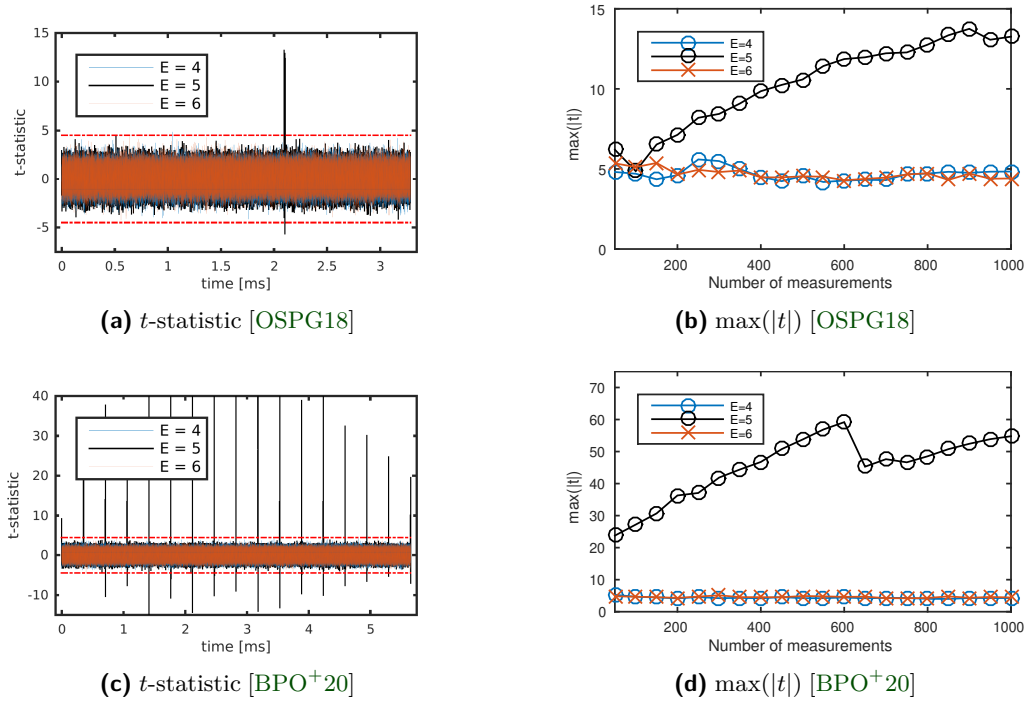 15
10
5
0
-5
t-statistic
E = 4
E = 5
E = 6
0 0.5 1 1.5 2 2.5 3
time [ms]
(a) t-statistic [OSPG18]
15
10
5
0
max(|t|)
E=4
E=5
E=6
200 400 600 800 1000
Number of measurements
(b) max(|t|) [OSPG18]
40
30
20
10
0
-10
t-statistic
E = 4
E = 5
E = 6
0 1 2 3 4 5
time [ms]
(c) t-statistic [BPO+20]
70
60
50
40
30
20
10
0
max(|t|)
E=4
E=5
E=6
200 400 600 800 1000
Number of measurements
(d) max(|t|) [BPO+20]